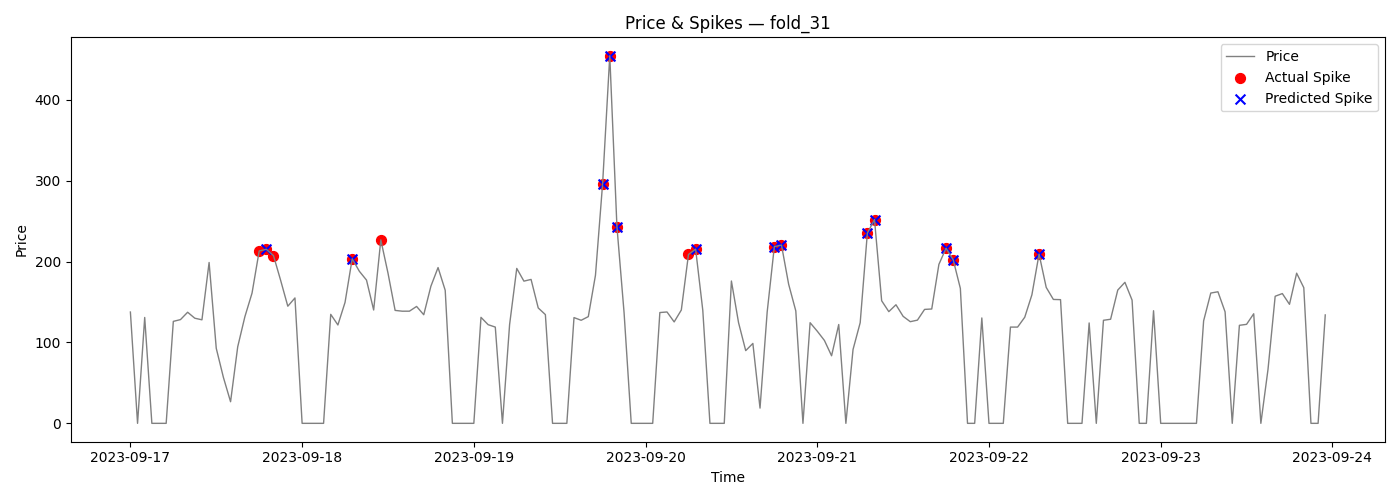 Price & Spikes — fold_31
Price
Actual Spike
Predicted Spike
400
300
200
100
0
Price
2023-09-17
2023-09-18
2023-09-19
2023-09-20
2023-09-21
2023-09-22
2023-09-23
2023-09-24
Time